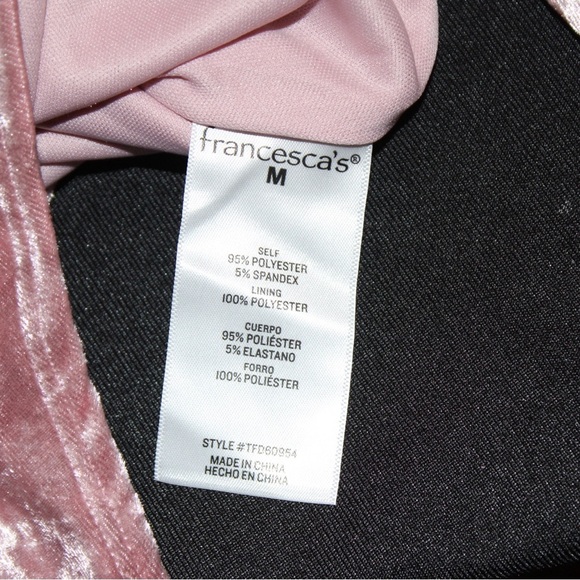 francesca's®
M
SELF
95% POLYESTER
5% SPANDEX
LINING
100% POLYESTER
CUERPO
95% POLIÉSTER
5% ELASTANO
FORRO
100% POLIÉSTER
STYLE #TFD60954
MADE IN CHINA
HECHO EN CHINA